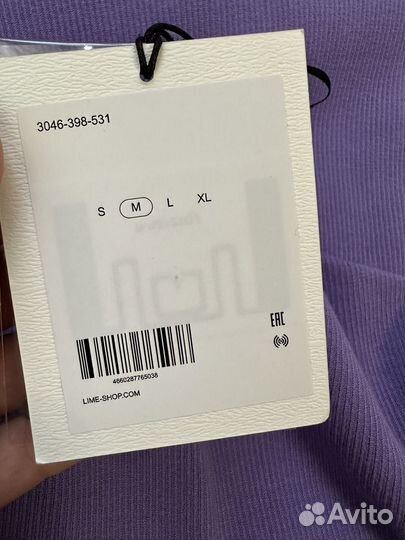 3046-398-531
S M L XL
EAC
4660287765038
LIME-SHOP.COM
Avito